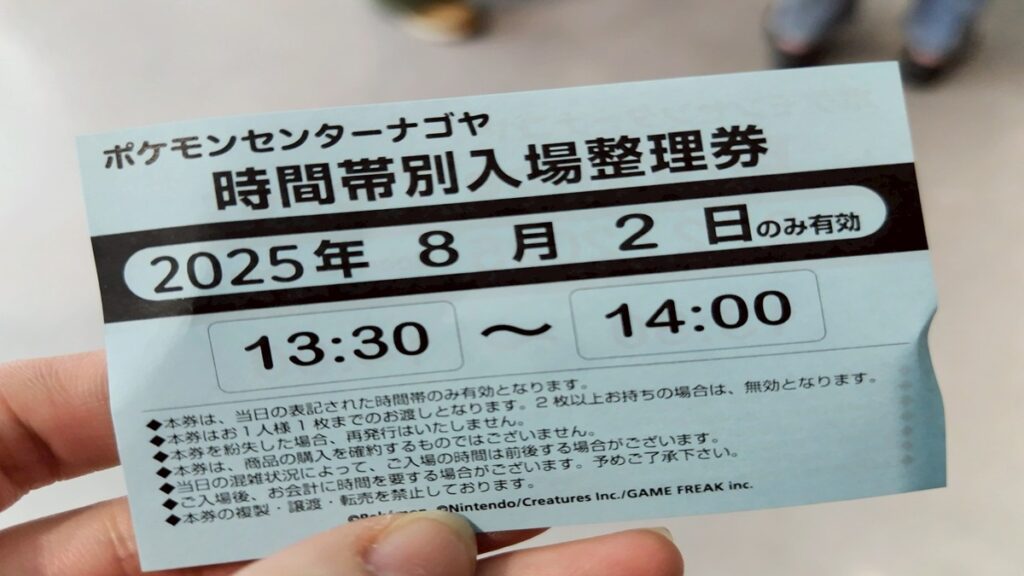 ポケモンセンターナゴヤ
時間帯別入場整理券
2025年 8 月 2 日のみ有効
13:30 〜 14:00
◆本券は、当日の表記された時間帯のみ有効となります。
◆本券はお1人様1枚までのお渡しとなります。2枚以上お持ちの場合は、無効となります。
◆本券を紛失した場合、再発行はいたしません。
◆本券は、商品の購入を確約するものではございません。
◆当日の混雑状況によって、ご入場の時間は前後する場合がございます。
◆ご入場後、お会計に時間を要する場合がございます。予めご了承下さい。
◆本券の複製・譲渡・転売を禁止しております。
©Pokémon. ©Nintendo/Creatures Inc./GAME FREAK inc.